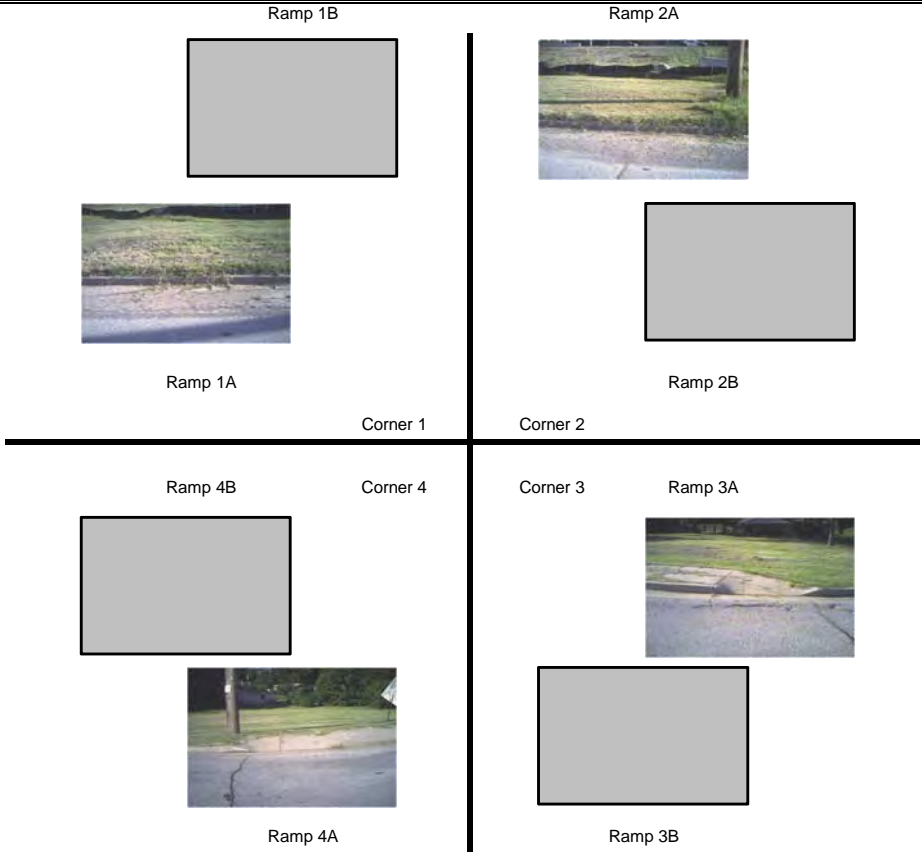 Ramp 1B
Ramp 2A
Ramp 1A
Ramp 2B
Corner 1
Corner 2
Ramp 4B
Corner 4
Corner 3
Ramp 3A
Ramp 4A
Ramp 3B